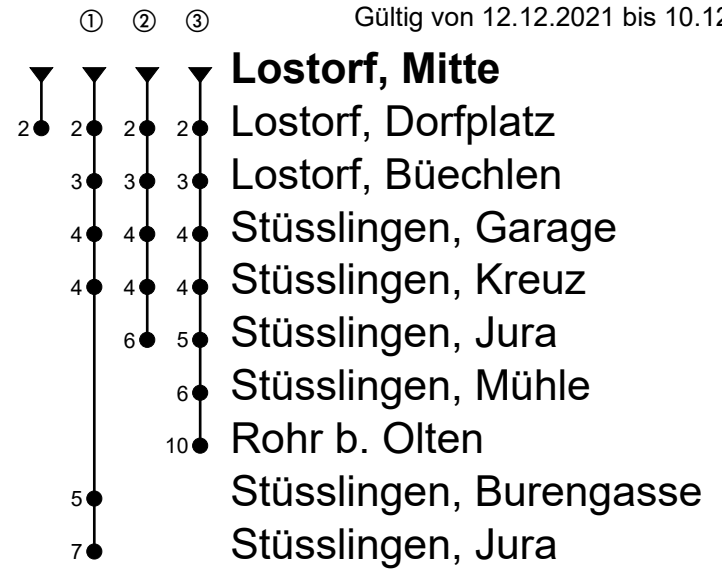 ① ② ③ Gültig von 12.12.2021 bis 10.12
Lostorf, Mitte
2 2 2 2 Lostorf, Dorfplatz
3 3 3 Lostorf, Büechlen
4 4 4 Stüsslingen, Garage
4 4 4 Stüsslingen, Kreuz
6 5 Stüsslingen, Jura
6 Stüsslingen, Mühle
10 Rohr b. Olten
5 Stüsslingen, Burengasse
7 Stüsslingen, Jura